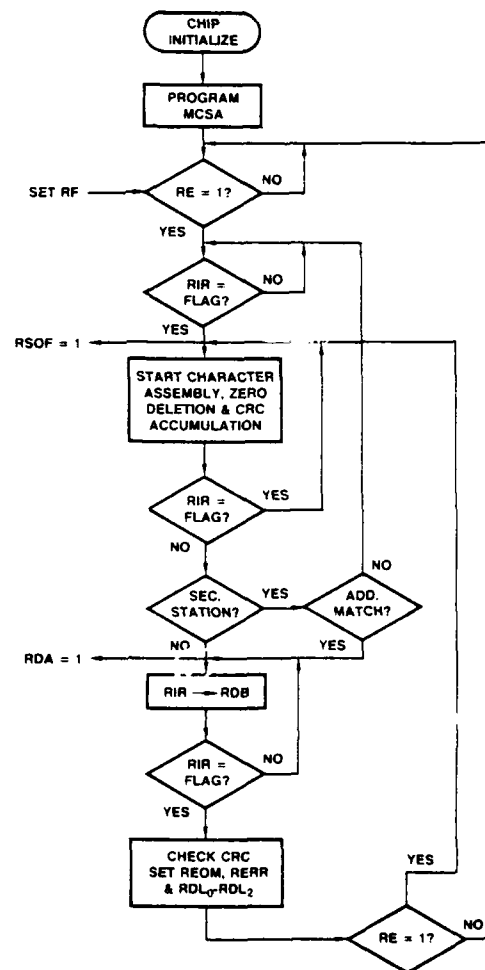 CHIP
INITIALIZE
PROGRAM
MCSA
NO
SET RF
RE = 1?
YES
RIR =
FLAG?
NO
YES
RSOF = 1
START CHARACTER
ASSEMBLY, ZERO
DELETION & CRC
ACCUMULATION
RIR =
FLAG?
YES
NO
NO
SEC.
STATION?
YES
ADD.
MATCH?
NO
YES
RDA = 1
RIR → RDB
RIR =
FLAG?
NO
YES
CHECK CRC
SET REOM, RERR
& RDL₀-RDL₂
YES
RE = 1?
NO